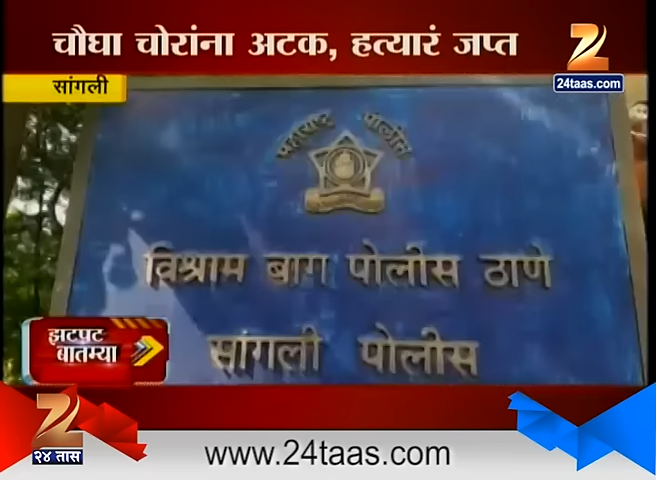 चौघा चोरांना अटक, हत्यारं जप्त
24taas.com
सांगली
महाराष्ट्र पोलीस
विश्राम बाग पोलीस ठाणे
सांगली पोलीस
झटपट
बातम्या
२४ तास
www.24taas.com